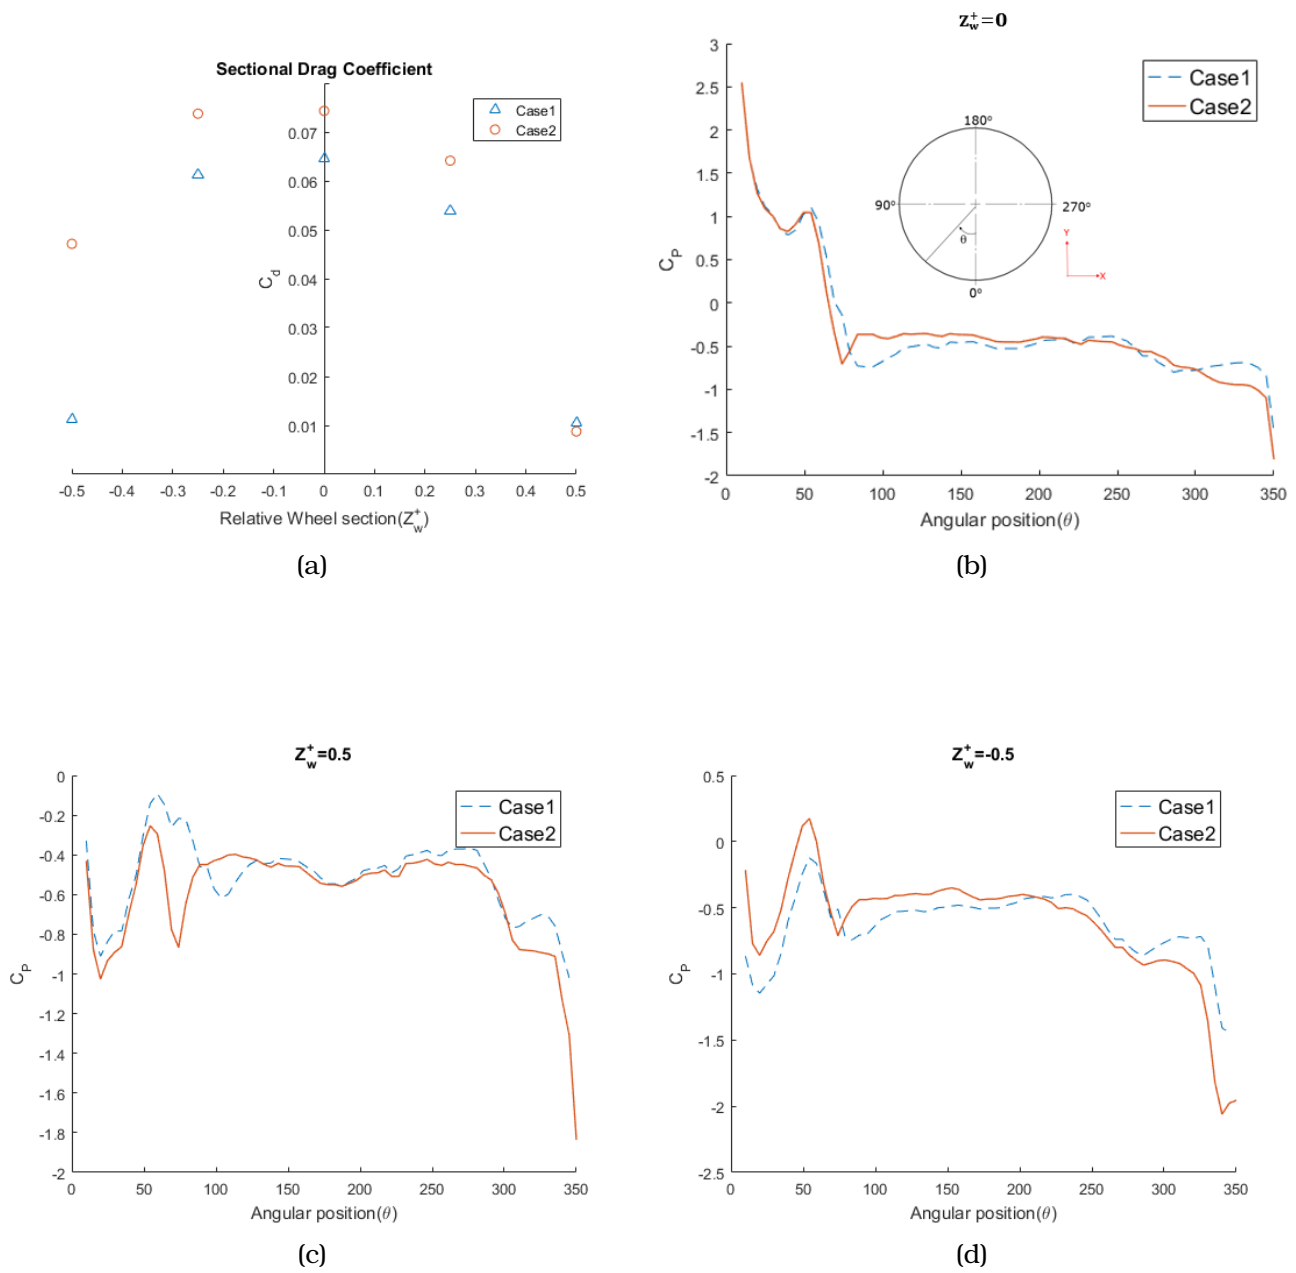 Sectional Drag Coefficient
Case1
Case2
0.07
0.06
0.05
0.04
0.03
0.02
0.01
C_d
-0.5 -0.4 -0.3 -0.2 -0.1 0 0.1 0.2 0.3 0.4 0.5
Relative Wheel section(Z_w^+)
(a)
Z_w^+=0
3
2.5
2
1.5
1
0.5
0
-0.5
-1
-1.5
-2
C_P
Case1
Case2
180°
90°
270°
θ
0°
Y
X
0 50 100 150 200 250 300 350
Angular position(θ)
(b)
Z_w^+=0.5
0
-0.2
-0.4
-0.6
-0.8
-1
-1.2
-1.4
-1.6
-1.8
-2
C_P
Case1
Case2
0 50 100 150 200 250 300 350
Angular position(θ)
(c)
Z_w^+=-0.5
0.5
0
-0.5
-1
-1.5
-2
-2.5
C_P
Case1
Case2
0 50 100 150 200 250 300 350
Angular position(θ)
(d)